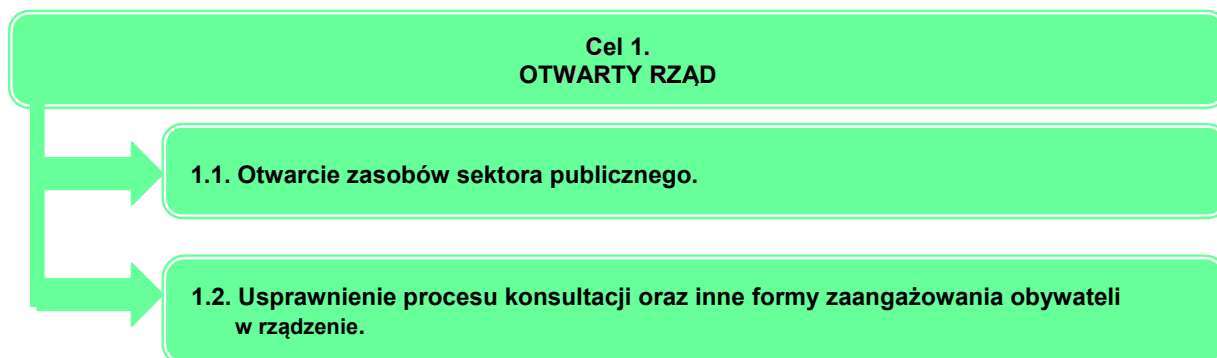 Cel 1.
OTWARTY RZĄD
1.1. Otwarcie zasobów sektora publicznego.
1.2. Usprawnienie procesu konsultacji oraz inne formy zaangażowania obywateli
w rządzenie.